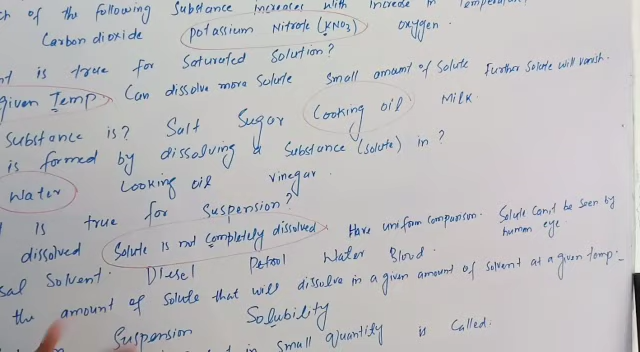 ch of the following Substance increases with increase in Temperat
Carbon dioxide Potassium Nitrate (KNO3) oxygen.
nt is true for Saturated Solution?
given Temp. Can dissolve more solute Small amount of Solute Further Solute will vanish.
Substance is? Salt Sugar Cooking oil Milk
is formed by dissolving a Substance (solute) in?
Water Cooking oil vinegar.
is true for Suspension?
dissolved Solute is not completely dissolved Have uniform Solute Can't be seen by human eye
sal Solvent. Diesel Petrol Water Blood.
the amount of Solute that will dissolve in a given amount of solvent at a given temp:-
Suspension Solubility
in small quantity is Called.